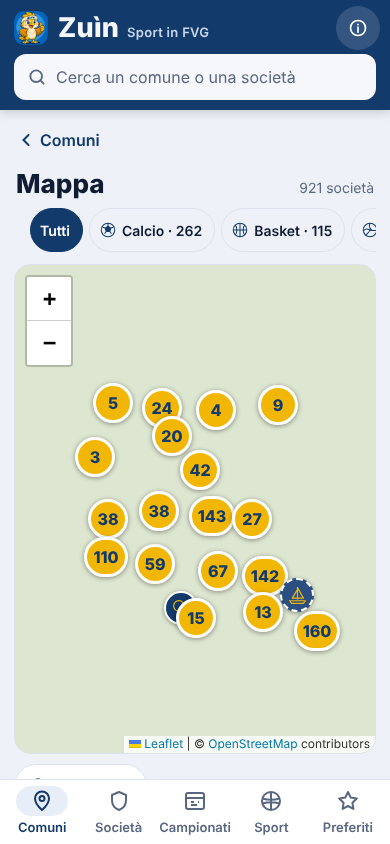 Zuìn Sport in FVG
Cerca un comune o una società
Comuni
Mappa
921 società
Tutti
Calcio · 262
Basket · 115
+
−
5
24
4
9
20
3
42
38
38
143
27
110
59
67
142
13
15
160
Leaflet | © OpenStreetMap contributors
Comuni
Società
Campionati
Sport
Preferiti